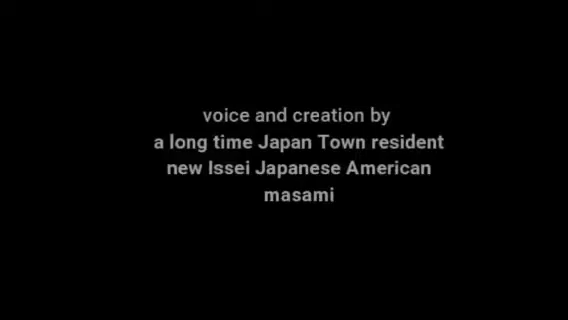 voice and creation by
a long time Japan Town resident
new Issei Japanese American
masami